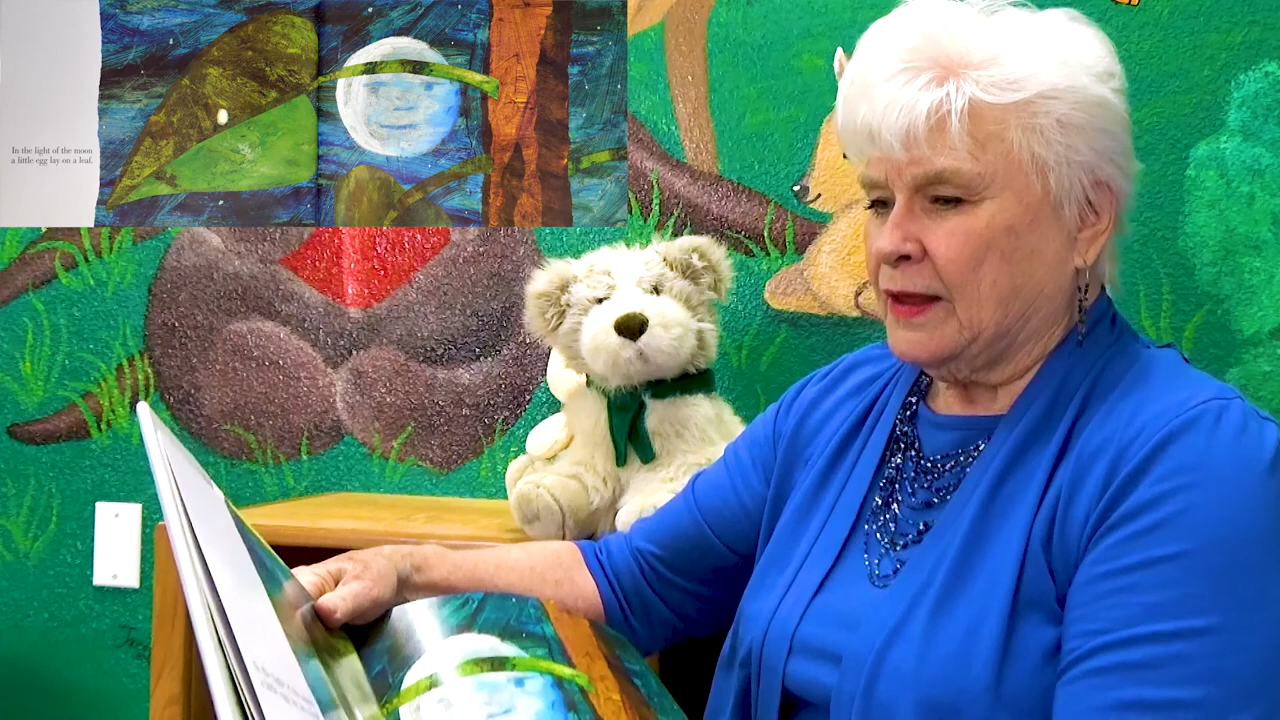 In the light of the moon
a little egg lay on a leaf.